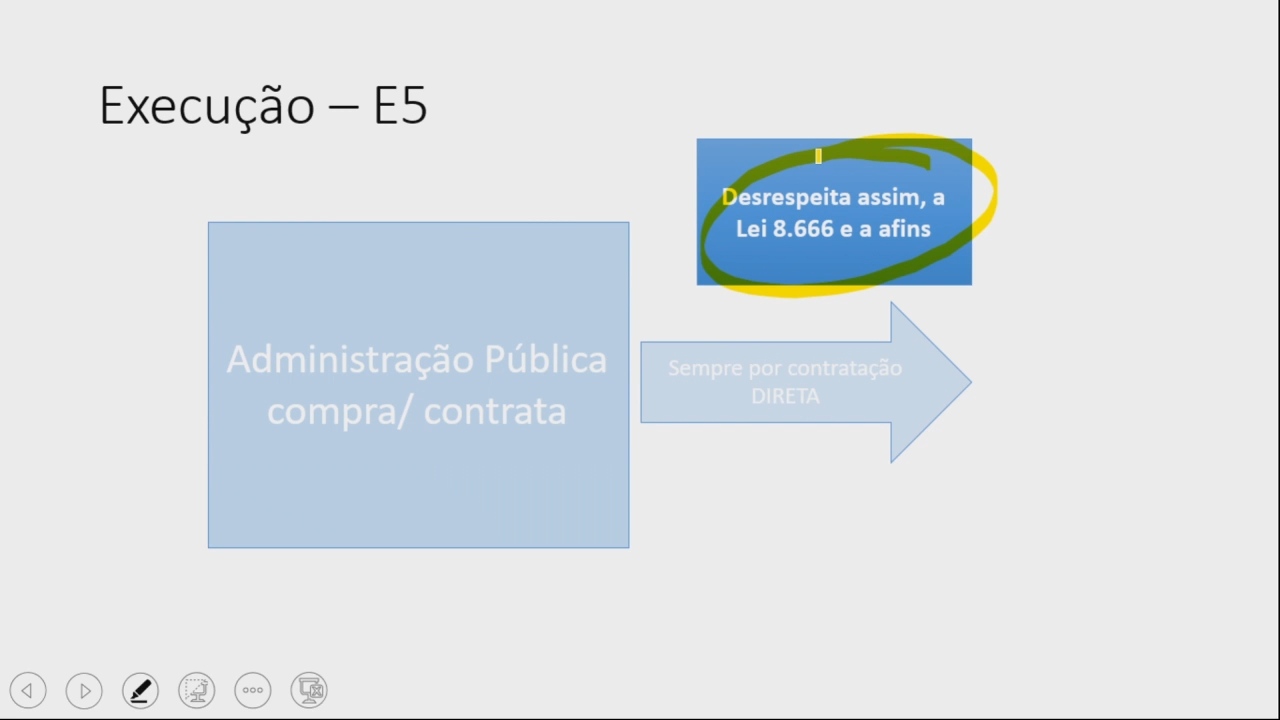 Execução – E5
Desrespeita assim, a
Lei 8.666 e a afins
Administração Pública
compra/ contrata
Sempre por contratação
DIRETA